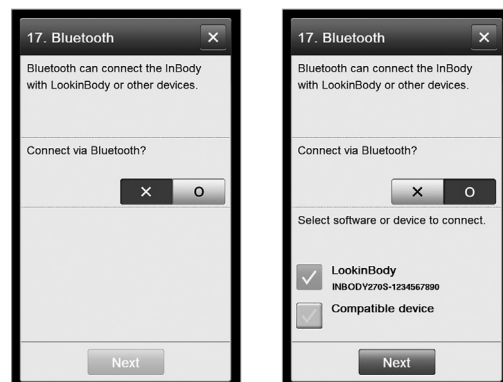 17. Bluetooth ×
Bluetooth can connect the InBody
with LookinBody or other devices.
Connect via Bluetooth?
× O
Next
17. Bluetooth ×
Bluetooth can connect the InBody
with LookinBody or other devices.
Connect via Bluetooth?
× O
Select software or device to connect.
LookinBody
INBODY270S-1234567890
Compatible device
Next